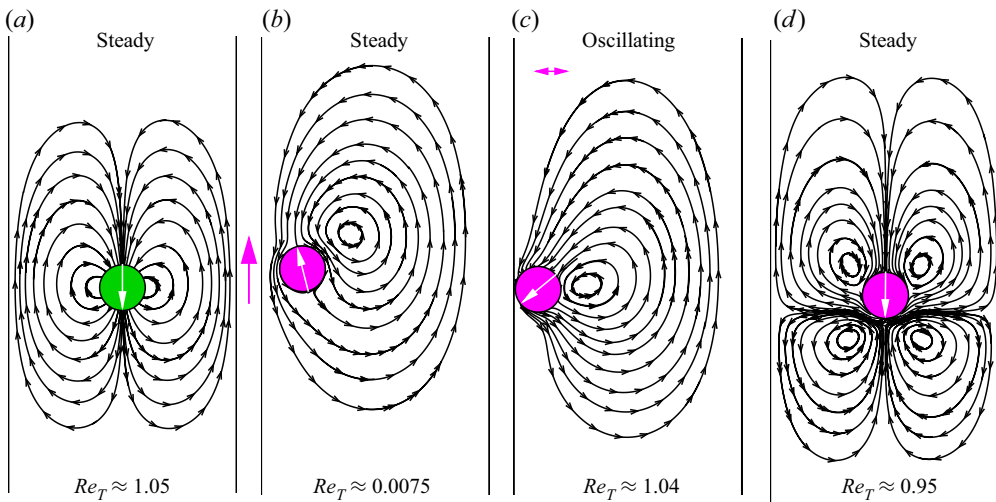 (a)
Steady
(b)
Steady
(c)
Oscillating
(d)
Steady
Re_T ≈ 1.05
Re_T ≈ 0.0075
Re_T ≈ 1.04
Re_T ≈ 0.95